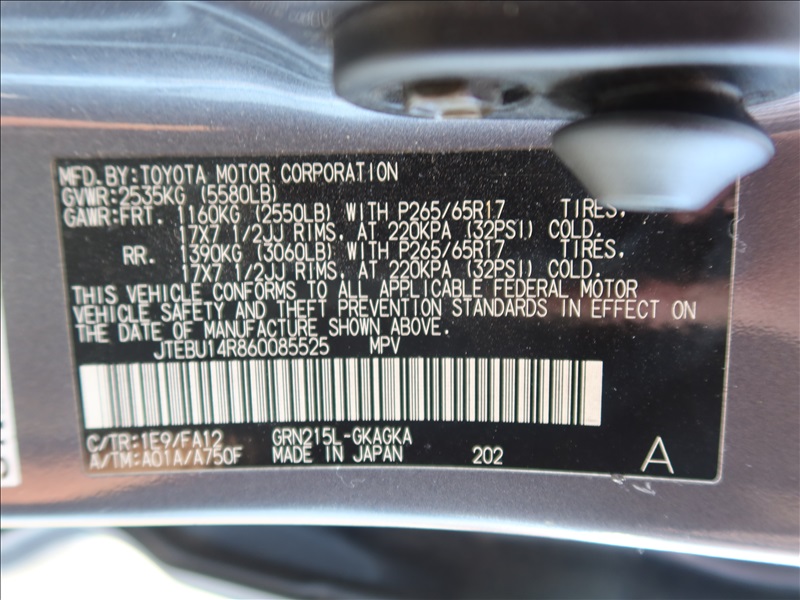 MFD.BY:TOYOTA MOTOR CORPORATION
GVWR:2535KG (5580LB)
GAWR:FRT. 1160KG (2550LB) WITH P265/65R17 TIRES,
17X7 1/2JJ RIMS, AT 220KPA (32PSI) COLD.
RR. 1390KG (3060LB) WITH P265/65R17 TIRES,
17X7 1/2JJ RIMS, AT 220KPA (32PSI) COLD.
THIS VEHICLE CONFORMS TO ALL APPLICABLE FEDERAL MOTOR
VEHICLE SAFETY AND THEFT PREVENTION STANDARDS IN EFFECT ON
THE DATE OF MANUFACTURE SHOWN ABOVE.
JTEBU14R860085525 MPV
C/TR:1E9/FA12 GRN215L-GKAGKA
A/TM:A01A/A750F MADE IN JAPAN 202 A